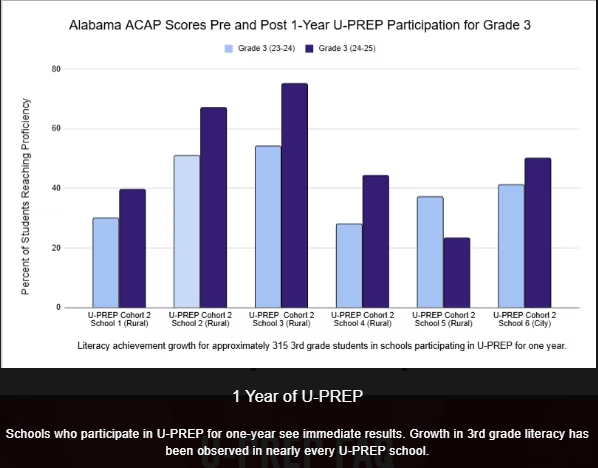 Alabama ACAP Scores Pre and Post 1-Year U-PREP Participation for Grade 3
Grade 3 (23-24) Grade 3 (24-25)
Percent of Students Reaching Proficiency
80
60
40
20
0
U-PREP Cohort 2 U-PREP Cohort 2 U-PREP Cohort 2 U-PREP Cohort 2 U-PREP Cohort 2 U-PREP Cohort 2
School 1 (Rural) School 2 (Rural) School 3 (Rural) School 4 (Rural) School 5 (Rural) School 6 (City)
Literacy achievement growth for approximately 315 3rd grade students in schools participating in U-PREP for one year.
1 Year of U-PREP
Schools who participate in U-PREP for one-year see immediate results. Growth in 3rd grade literacy has
been observed in nearly every U-PREP school.
U-PREP FAQ